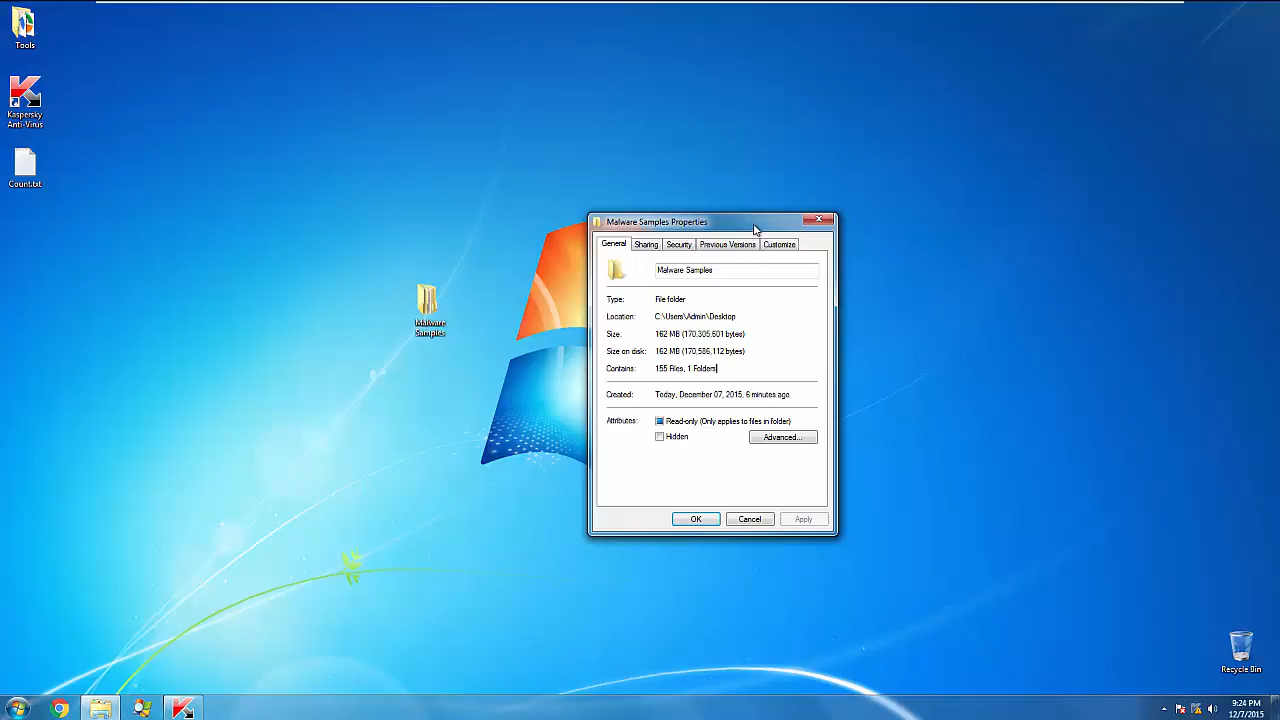 Tools
Kaspersky
Anti-Virus
Count.txt
Malware
Samples
Malware Samples Properties
General Sharing Security Previous Versions Customize
Malware Samples
Type: File folder
Location: C:\Users\Admin\Desktop
Size: 162 MB (170,305,601 bytes)
Size on disk: 162 MB (170,586,112 bytes)
Contains: 155 Files, 1 Folders
Created: Today, December 07, 2015, 6 minutes ago
Attributes: Read-only (Only applies to files in folder)
Hidden Advanced...
OK Cancel Apply
Recycle Bin
9:24 PM
12/7/2015